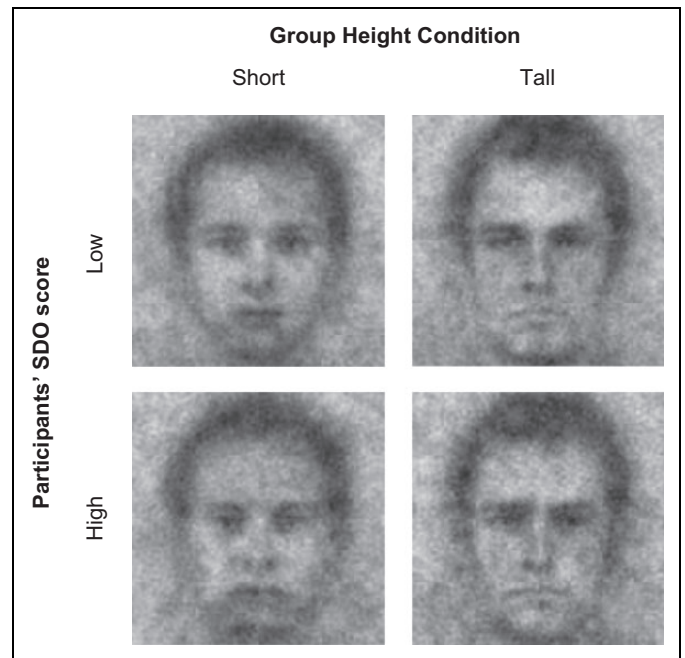 Group Height Condition
Short Tall
Participants’ SDO score
Low
High